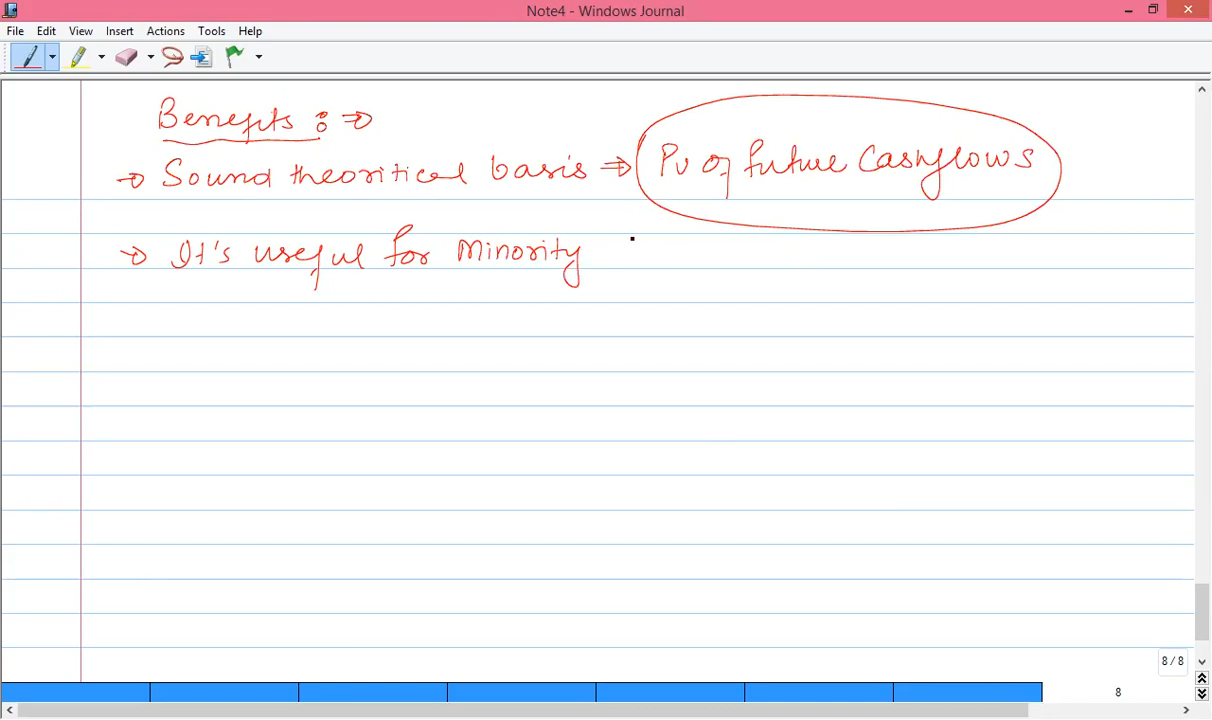 Note4 - Windows Journal
File Edit View Insert Actions Tools Help
Benefits :⇒
→ Sound theoritical basis ⇒ Pv of future Cashflows
→ It's useful for Minority
8 / 8
8